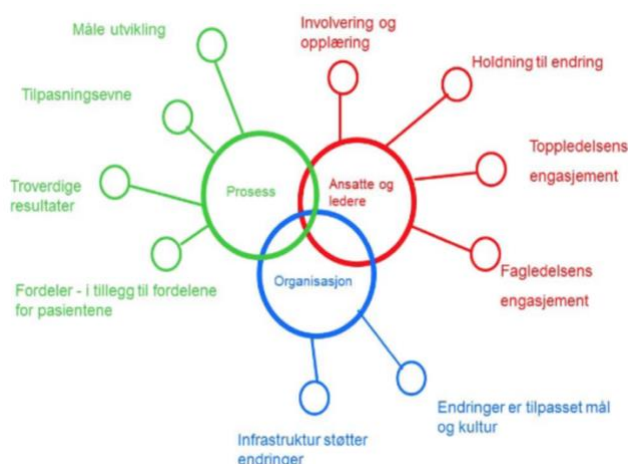 Måle utvikling
Tilpasningsevne
Troverdige
resultater
Fordeler - i tillegg til fordelene
for pasientene
Prosess
Involvering og
opplæring
Holdning til endring
Toppledelsens
engasjement
Fagledelsens
engasjement
Ansatte og
ledere
Organisasjon
Infrastruktur støtter
endringer
Endringer er tilpasset mål
og kultur